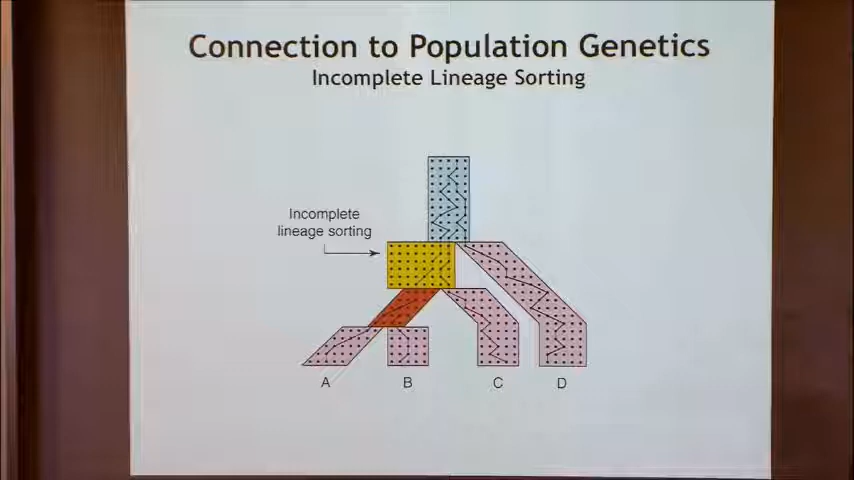 Connection to Population Genetics
Incomplete Lineage Sorting
Incomplete
lineage sorting
A
B
C
D